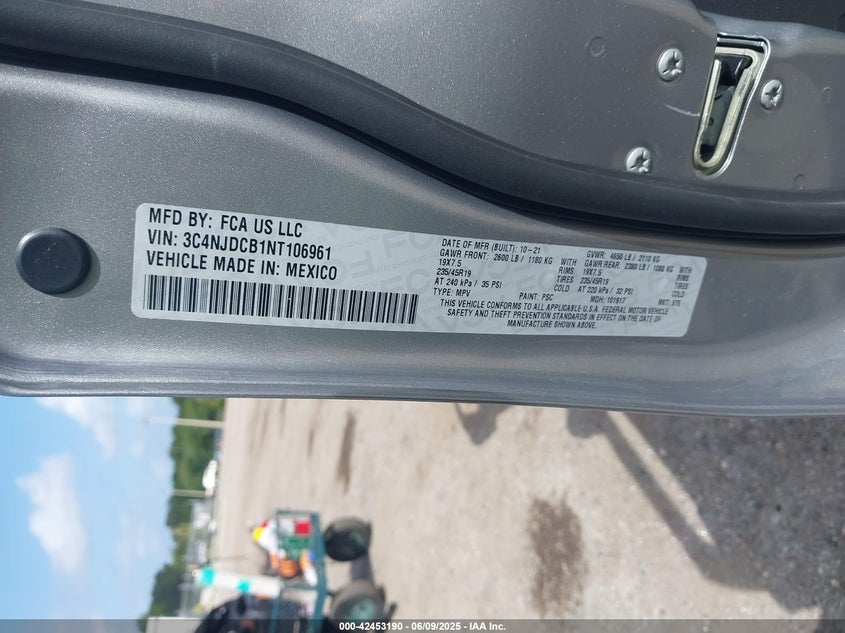 MFD BY: FCA US LLC
VIN: 3C4NJDCB1NT106961
VEHICLE MADE IN: MEXICO
DATE OF MFR (BUILT): 10-21 GVWR: 4650 LB / 2110 KG
GAWR FRONT: 2600 LB / 1180 KG WITH GAWR REAR: 2380 LB / 1080 KG WITH
19X7.5 RIMS 19X7.5 RIMS
235/45R19 TIRES 235/45R19 TIRES
AT 240 kPa / 35 PSI COLD AT 220 kPa / 32 PSI COLD
TYPE: MPV PAINT: PSC MDH: 101917 MKT: 875
THIS VEHICLE CONFORMS TO ALL APPLICABLE U.S.A. FEDERAL MOTOR VEHICLE
SAFETY AND THEFT PREVENTION STANDARDS IN EFFECT ON THE DATE OF
MANUFACTURE SHOWN ABOVE.
000-42453190 - 06/09/2025 - IAA Inc.